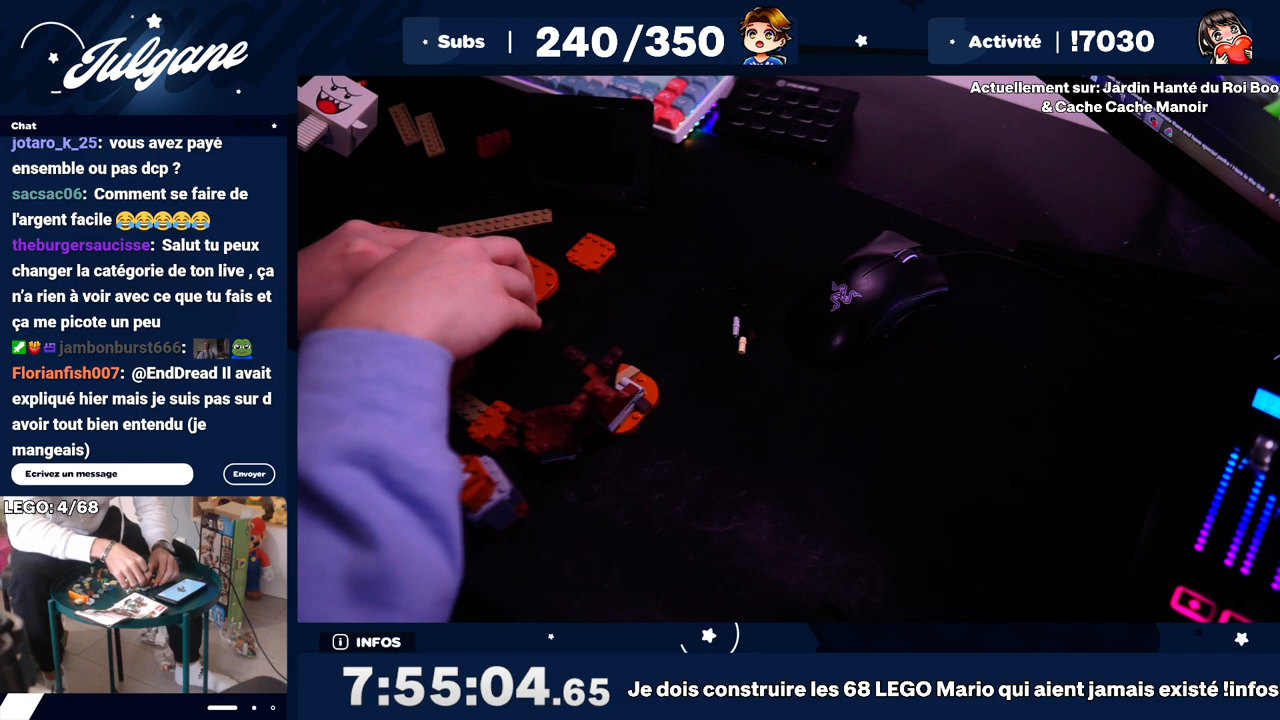 Julgane
Subs | 240/350
Activité | !7030
Actuellement sur: Jardin Hanté du Roi Boo
& Cache Cache Manoir
Chat
jotaro_k_25: vous avez payé
ensemble ou pas dcp ?
sacsac06: Comment se faire de
l'argent facile 😂😂😂😂😂
theburgersaucisse: Salut tu peux
changer la catégorie de ton live , ça
n'a rien à voir avec ce que tu fais et
ça me picote un peu
jambonburst666:
Florianfish007: @EndDread Il avait
expliqué hier mais je suis pas sur d
avoir tout bien entendu (je
mangeais)
Ecrivez un message
Envoyer
LEGO: 4/68
INFOS
7:55:04.65
Je dois construire les 68 LEGO Mario qui aient jamais existé !infos